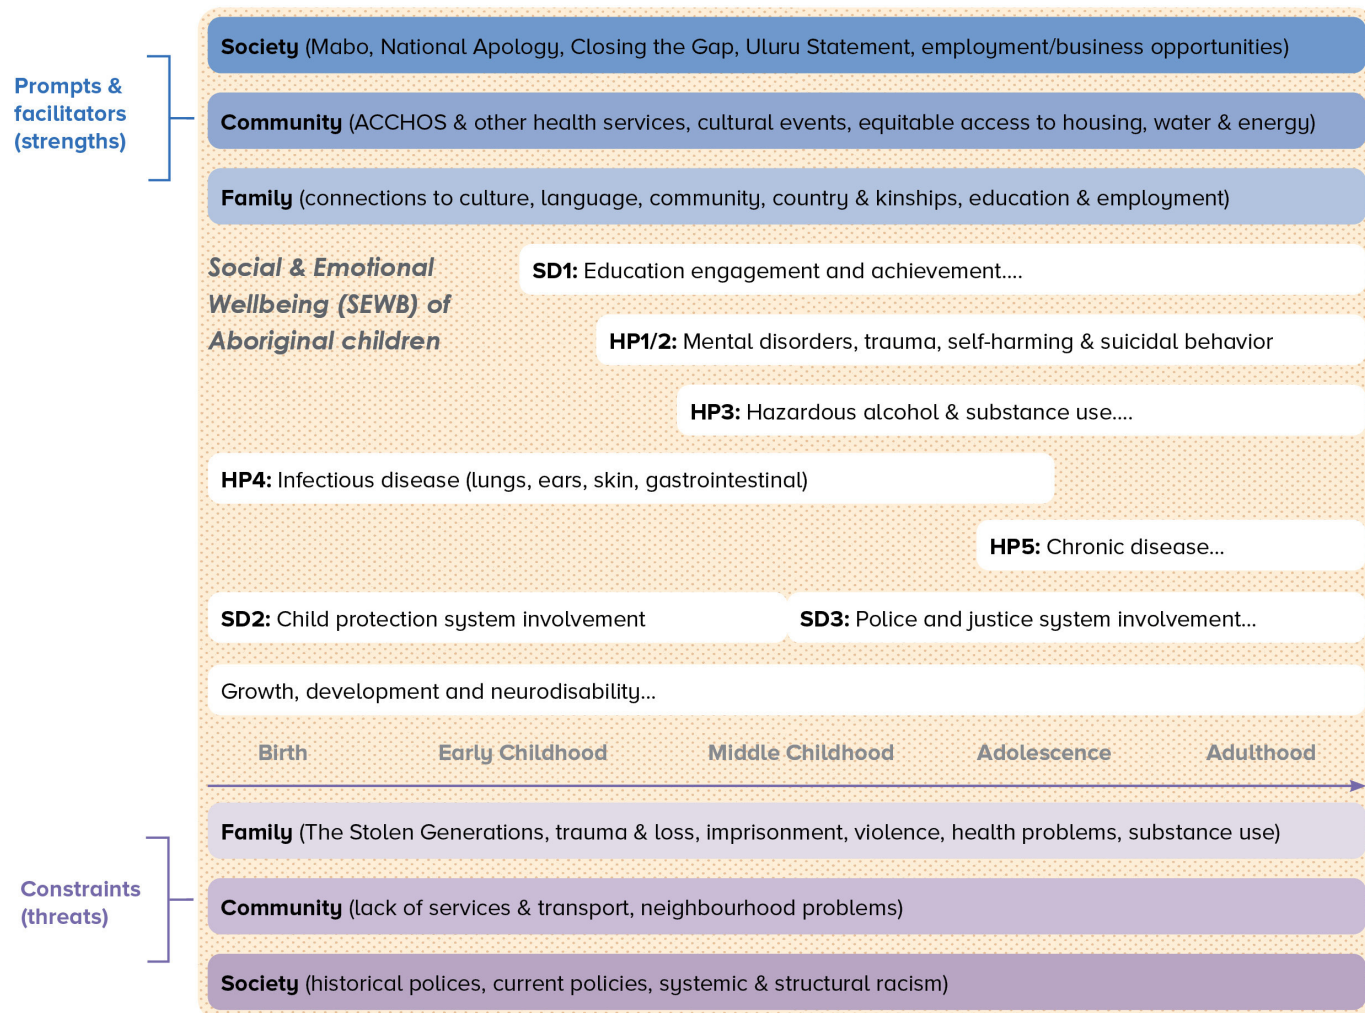 Prompts &
facilitators
(strengths)
Society (Mabo, National Apology, Closing the Gap, Uluru Statement, employment/business opportunities)
Community (ACCHOS & other health services, cultural events, equitable access to housing, water & energy)
Family (connections to culture, language, community, country & kinships, education & employment)
Social & Emotional
Wellbeing (SEWB) of
Aboriginal children
SD1: Education engagement and achievement....
HP1/2: Mental disorders, trauma, self-harming & suicidal behavior
HP3: Hazardous alcohol & substance use....
HP4: Infectious disease (lungs, ears, skin, gastrointestinal)
HP5: Chronic disease...
SD2: Child protection system involvement
SD3: Police and justice system involvement...
Growth, development and neurodisability...
Birth Early Childhood Middle Childhood Adolescence Adulthood
Constraints
(threats)
Family (The Stolen Generations, trauma & loss, imprisonment, violence, health problems, substance use)
Community (lack of services & transport, neighbourhood problems)
Society (historical polices, current policies, systemic & structural racism)